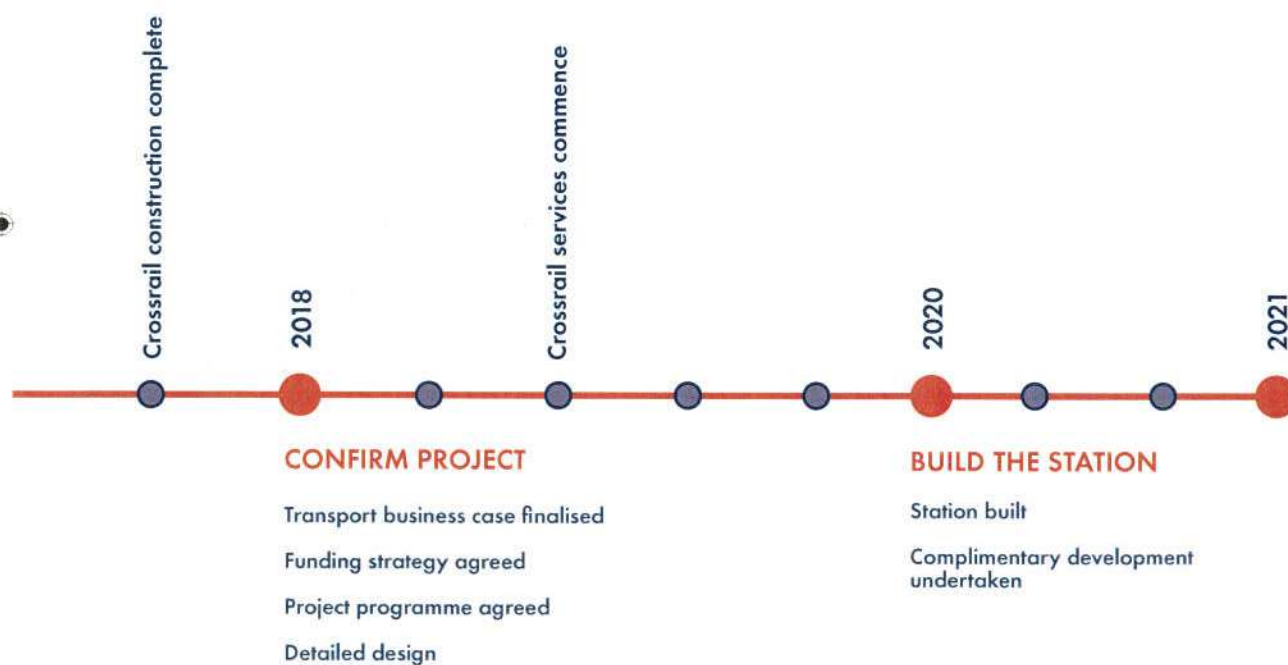 Crossrail construction complete
2018
Crossrail services commence
2020
2021
CONFIRM PROJECT
Transport business case finalised
Funding strategy agreed
Project programme agreed
Detailed design
BUILD THE STATION
Station built
Complimentary development
undertaken